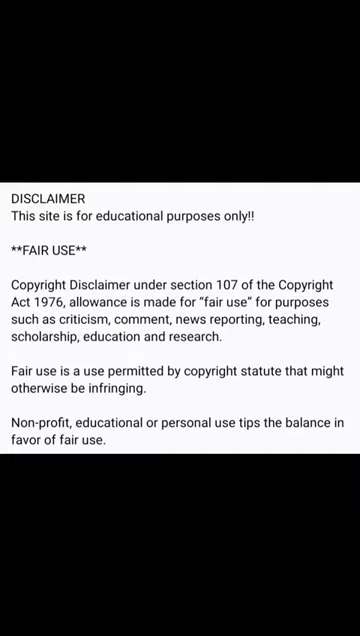 DISCLAIMER
This site is for educational purposes only!!
**FAIR USE**
Copyright Disclaimer under section 107 of the Copyright
Act 1976, allowance is made for “fair use” for purposes
such as criticism, comment, news reporting, teaching,
scholarship, education and research.
Fair use is a use permitted by copyright statute that might
otherwise be infringing.
Non-profit, educational or personal use tips the balance in
favor of fair use.